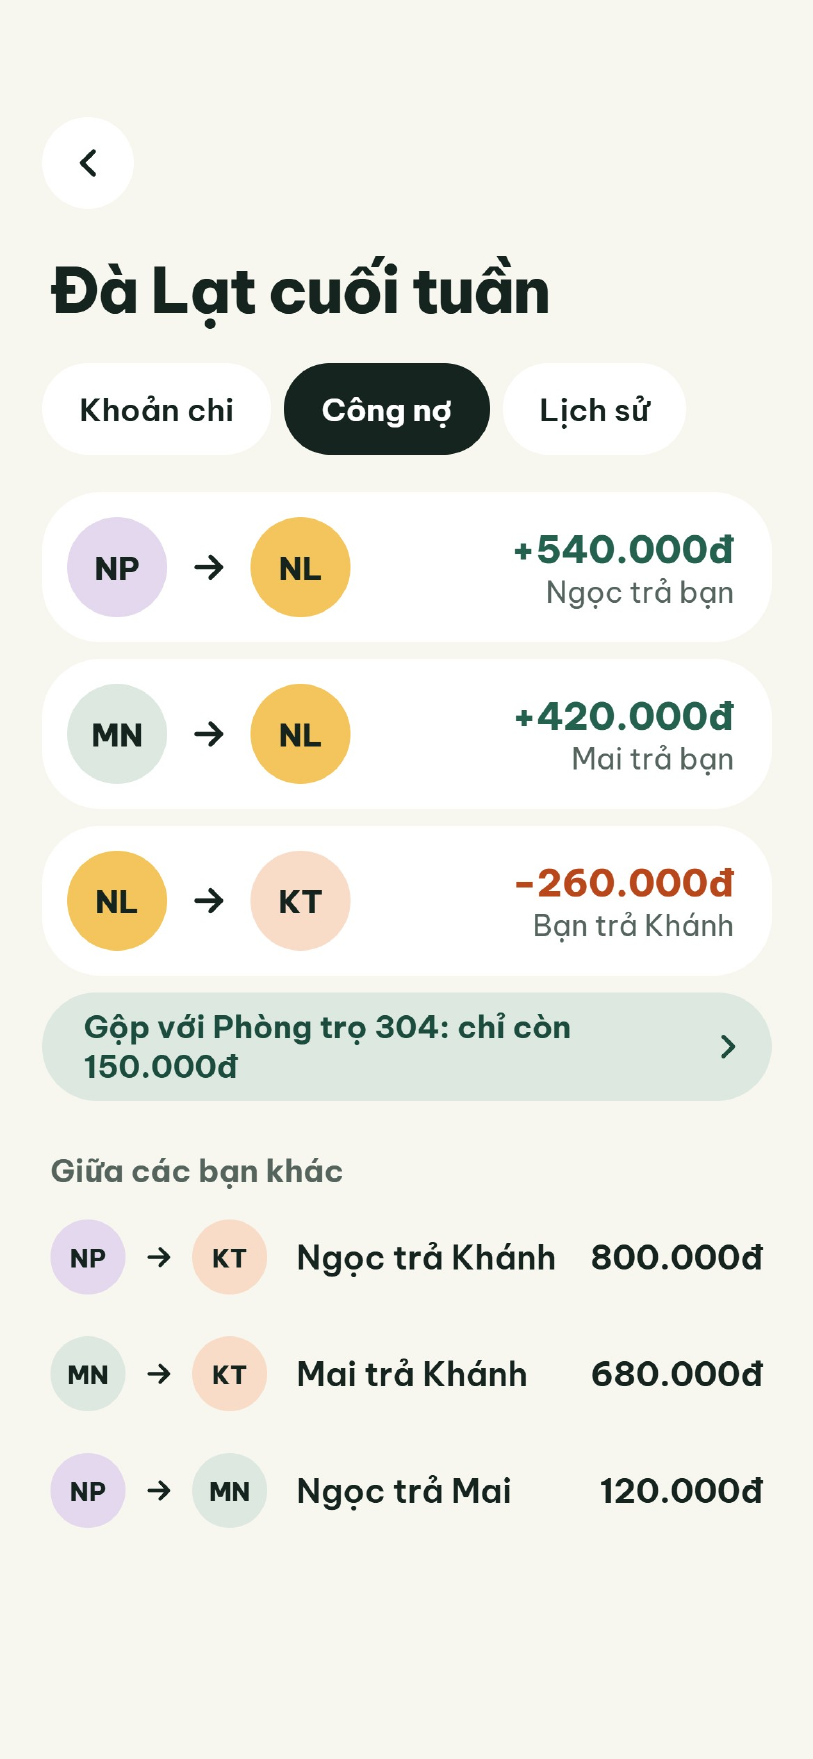 Đà Lạt cuối tuần
Khoản chi
Công nợ
Lịch sử
NP → NL
+540.000đ
Ngọc trả bạn
MN → NL
+420.000đ
Mai trả bạn
NL → KT
-260.000đ
Bạn trả Khánh
Gộp với Phòng trọ 304: chỉ còn
150.000đ
Giữa các bạn khác
NP → KT Ngọc trả Khánh 800.000đ
MN → KT Mai trả Khánh 680.000đ
NP → MN Ngọc trả Mai 120.000đ